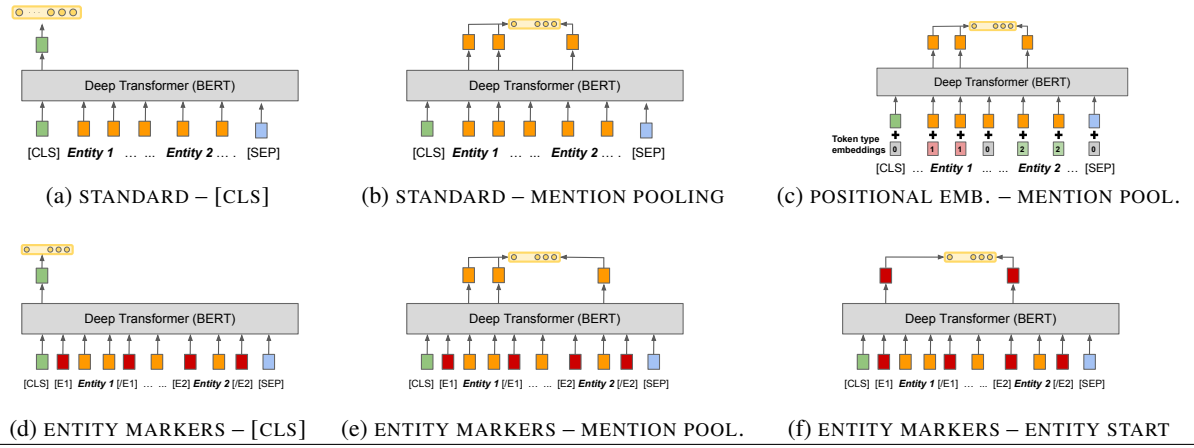 Deep Transformer (BERT)
[CLS] Entity 1 ... ... Entity 2 ... . [SEP]
(a) STANDARD – [CLS]
Deep Transformer (BERT)
[CLS] Entity 1 ... ... Entity 2 ... . [SEP]
(b) STANDARD – MENTION POOLING
Deep Transformer (BERT)
Token type embeddings
0 1 1 0 2 2 0
[CLS] ... Entity 1 ... ... Entity 2 ... [SEP]
(c) POSITIONAL EMB. – MENTION POOL.
Deep Transformer (BERT)
[CLS] [E1] Entity 1 [/E1] ... ... [E2] Entity 2 [/E2] [SEP]
(d) ENTITY MARKERS – [CLS]
Deep Transformer (BERT)
[CLS] [E1] Entity 1 [/E1] ... ... [E2] Entity 2 [/E2] [SEP]
(e) ENTITY MARKERS – MENTION POOL.
Deep Transformer (BERT)
[CLS] [E1] Entity 1 [/E1] ... ... [E2] Entity 2 [/E2] [SEP]
(f) ENTITY MARKERS – ENTITY START